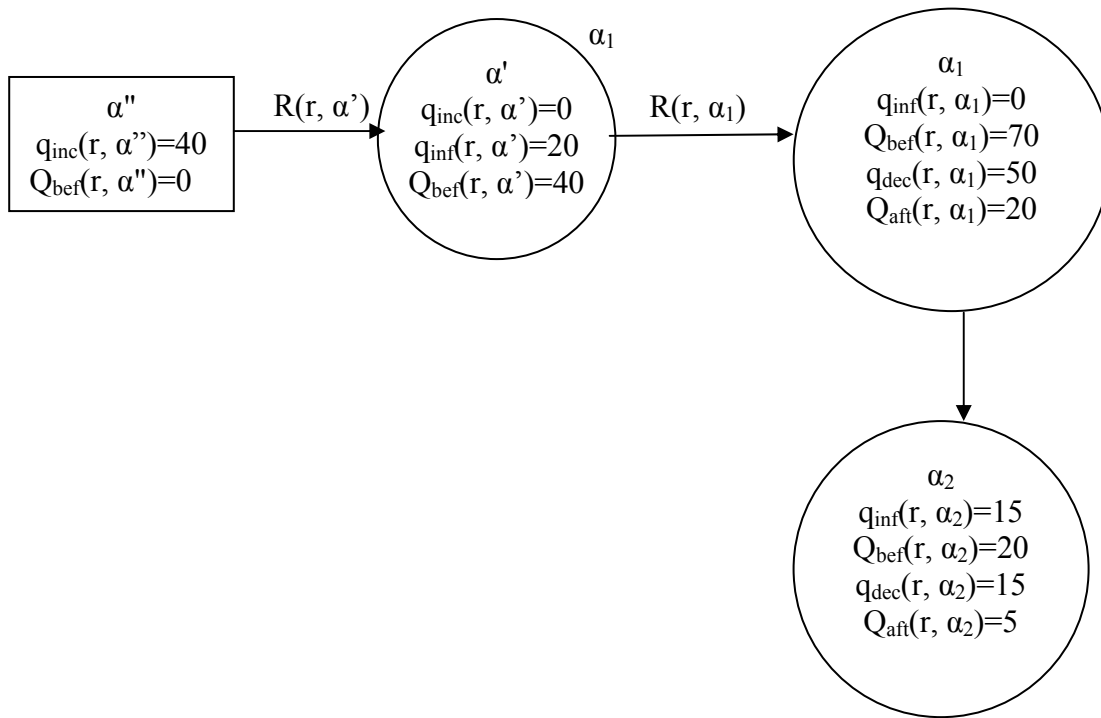 α"
q_inc(r, α’’)=40
Q_bef(r, α")=0
R(r, α’)
α₁
α'
q_inc(r, α’)=0
q_inf(r, α’)=20
Q_bef(r, α’)=40
R(r, α₁)
α₁
q_inf(r, α₁)=0
Q_bef(r, α₁)=70
q_dec(r, α₁)=50
Q_aft(r, α₁)=20
α₂
q_inf(r, α₂)=15
Q_bef(r, α₂)=20
q_dec(r, α₂)=15
Q_aft(r, α₂)=5